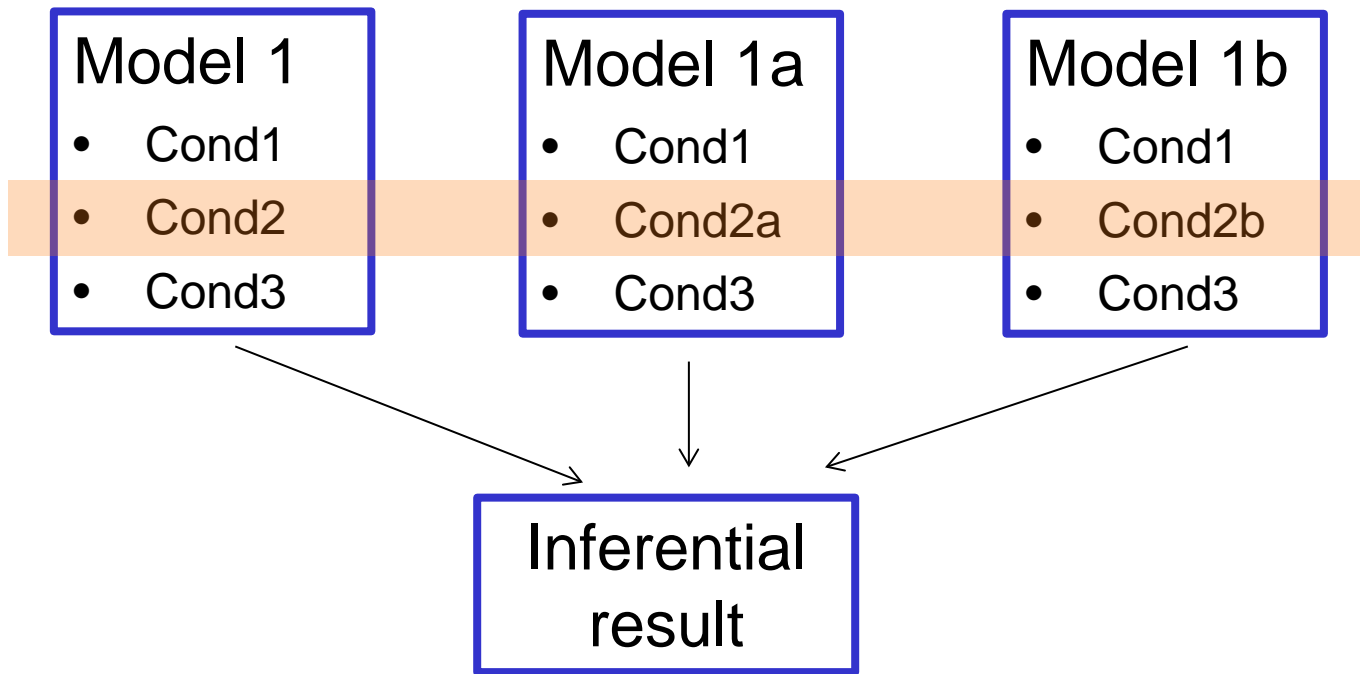 Model 1
• Cond1
• Cond2
• Cond3
Model 1a
• Cond1
• Cond2a
• Cond3
Model 1b
• Cond1
• Cond2b
• Cond3
Inferential
result